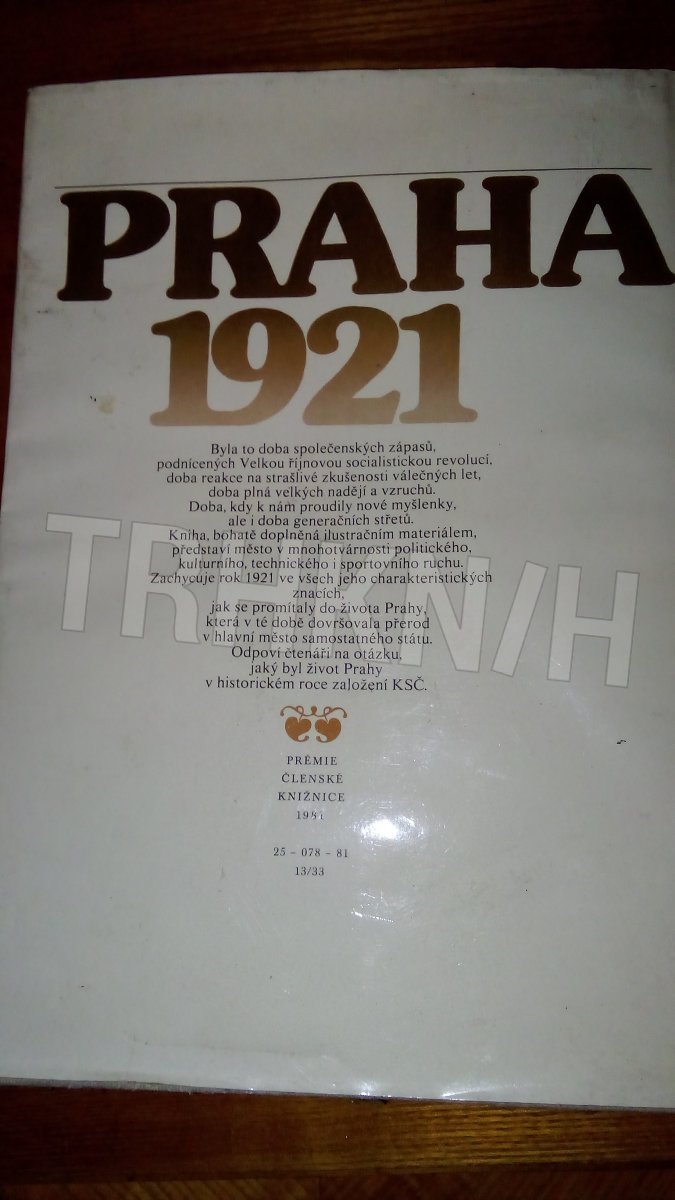 PRAHA
1921
Byla to doba společenských zápasů,
podnícených Velkou říjnovou socialistickou revolucí,
doba reakce na strašlivé zkušenosti válečných let,
doba plná velkých nadějí a vzruchů.
Doba, kdy k nám proudily nové myšlenky,
ale i doba generačních střetů.
Kniha, bohatě doplněná ilustračním materiálem,
představí město v mnohotvárnosti politického,
kulturního, technického i sportovního ruchu.
Zachycuje rok 1921 ve všech jeho charakteristických
znacích,
jak se promítaly do života Prahy,
která v té době dovršovala přerod
v hlavní město samostatného státu.
Odpoví čtenáři na otázku,
jaký byl život Prahy
v historickém roce založení KSČ.
PRÉMIE
ČLENSKÉ
KNIŽNICE
1981
25 – 078 – 81
13/33